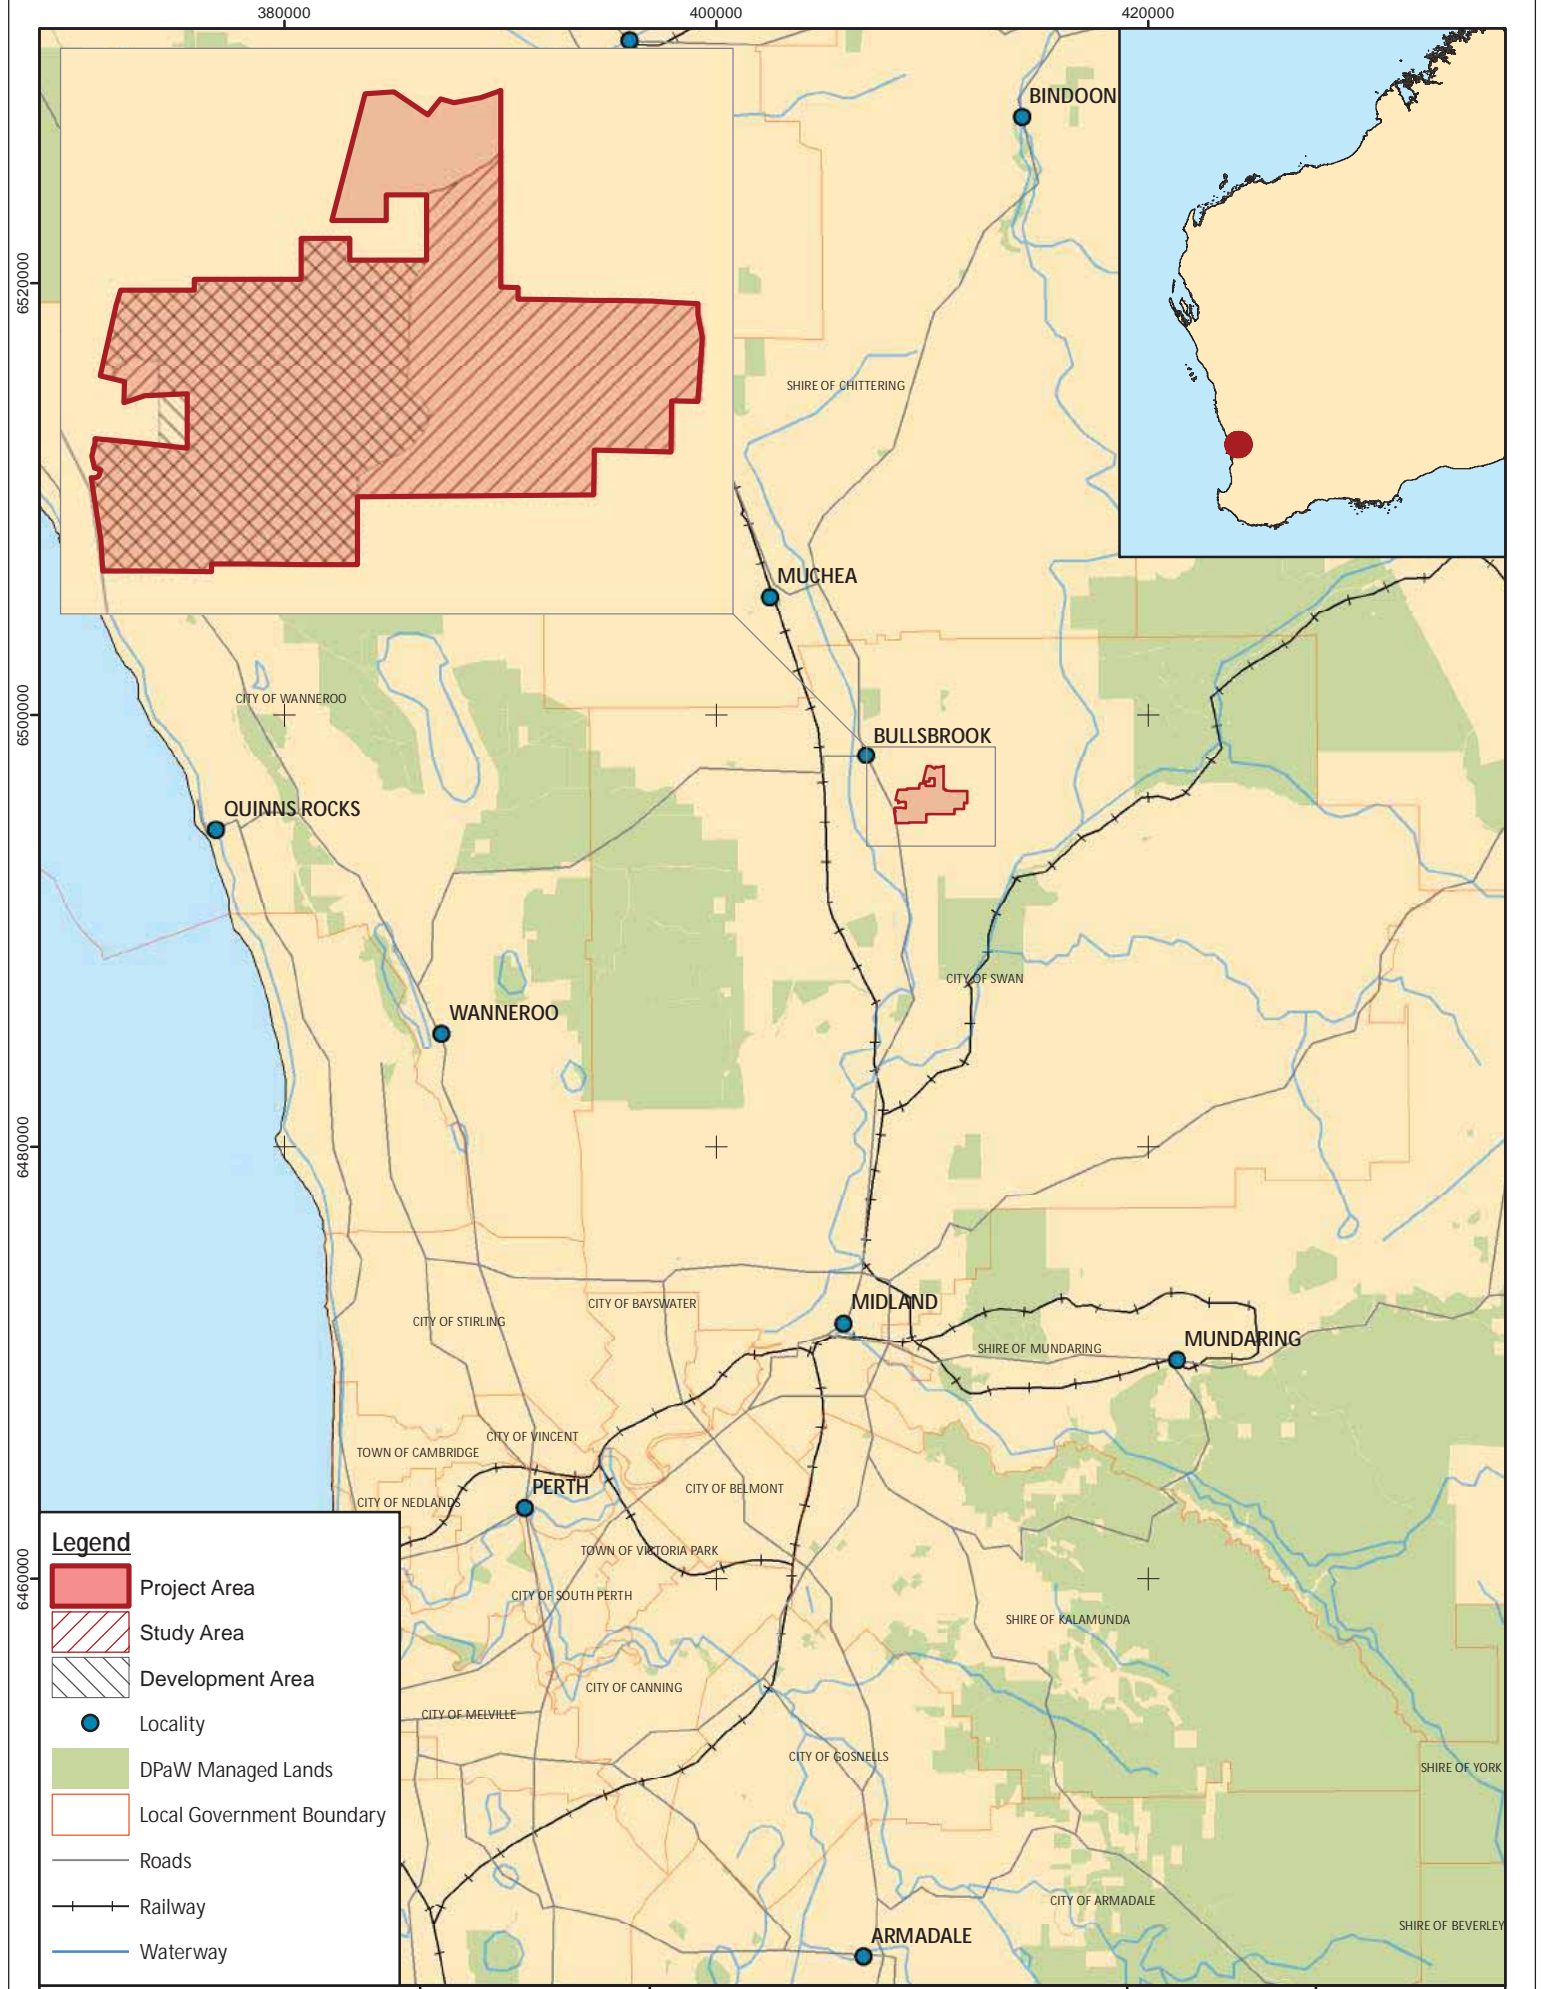 380000
400000
420000
BINDOON
6520000
SHIRE OF CHITTERING
MUCHEA
CITY OF WANNEROO
6500000
BULLSBROOK
QUINNS ROCKS
CITY OF SWAN
WANNEROO
6480000
MIDLAND
CITY OF BAYSWATER
CITY OF STIRLING
MUNDARING
SHIRE OF MUNDARING
CITY OF VINCENT
TOWN OF CAMBRIDGE
PERTH
CITY OF BELMONT
CITY OF NEDLANDS
TOWN OF VICTORIA PARK
6460000
CITY OF SOUTH PERTH
SHIRE OF KALAMUNDA
CITY OF CANNING
CITY OF MELVILLE
CITY OF GOSNELLS
SHIRE OF YORK
CITY OF ARMADALE
SHIRE OF BEVERLEY
ARMADALE
Legend
Project Area
Study Area
Development Area
Locality
DPaW Managed Lands
Local Government Boundary
Roads
Railway
Waterway